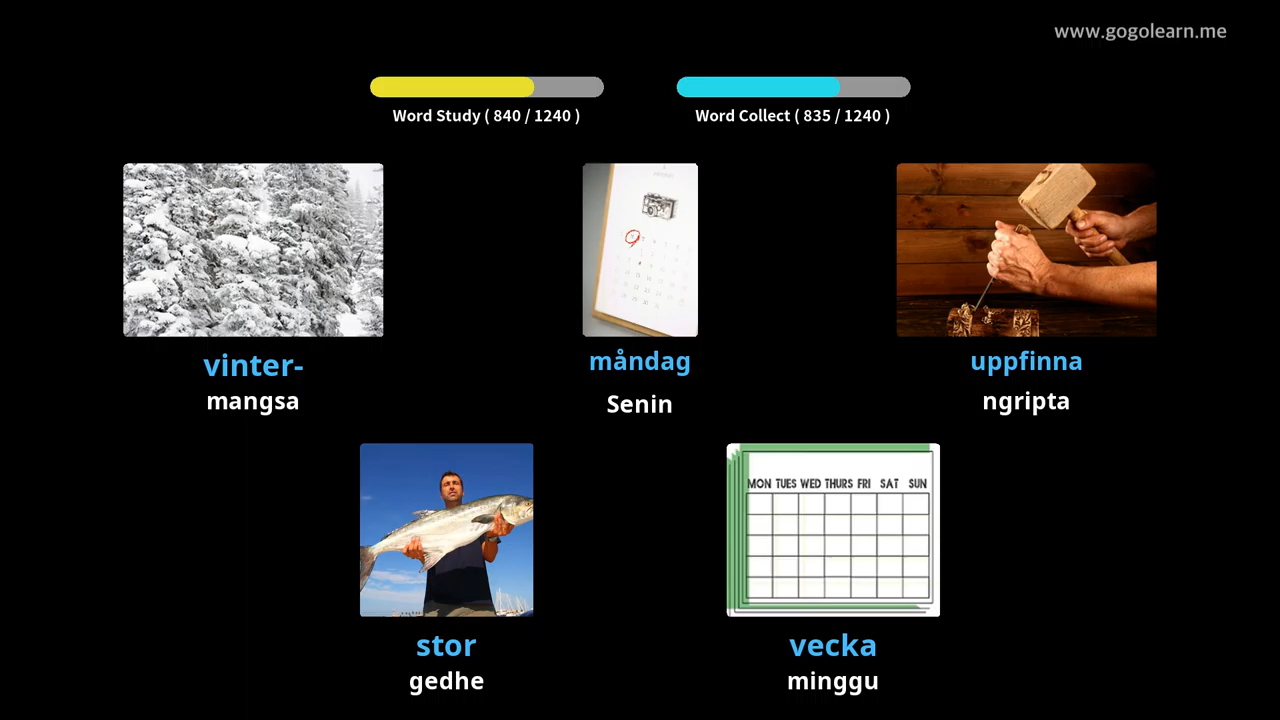 www.gogolearn.me
Word Study ( 840 / 1240 )
Word Collect ( 835 / 1240 )
vinter-
mangsa
måndag
Senin
uppfinna
ngripta
stor
gedhe
MON TUES WED THURS FRI SAT SUN
vecka
minggu